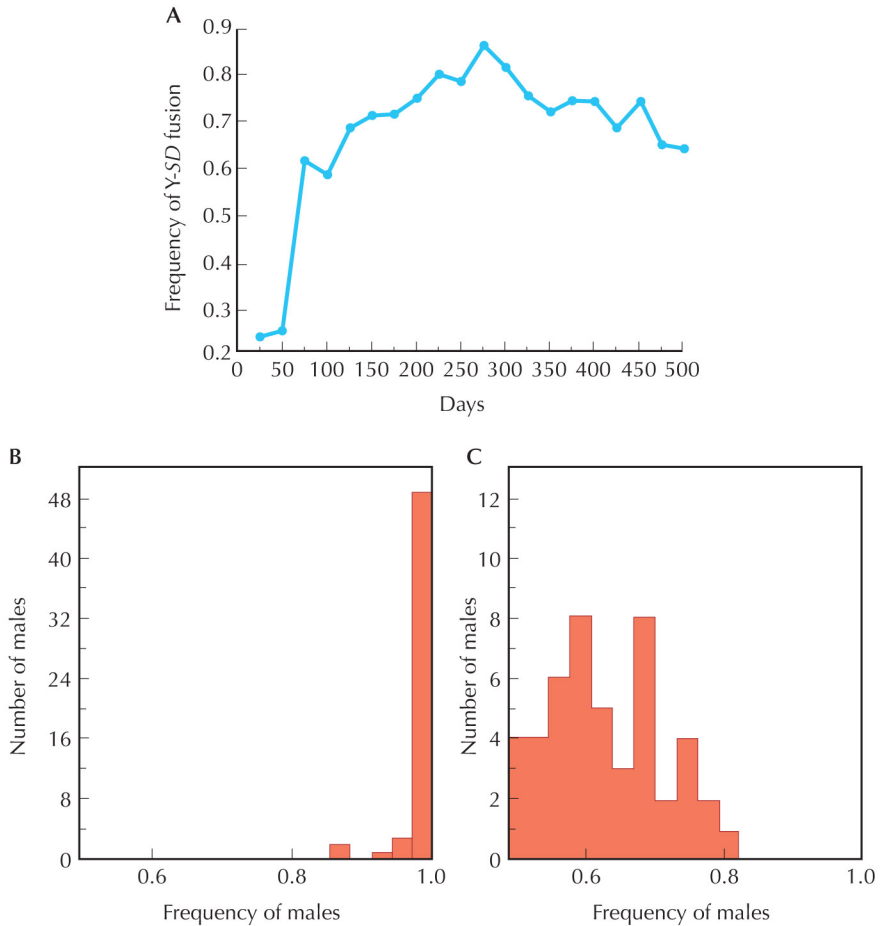 A
0.9
0.8
0.7
0.6
0.5
0.4
0.3
0.2
Frequency of Y-SD fusion
0 50 100 150 200 250 300 350 400 450 500
Days
B
48
40
32
24
16
8
0
Number of males
0.6 0.8 1.0
Frequency of males
C
12
10
8
6
4
2
0
Number of males
0.6 0.8 1.0
Frequency of males